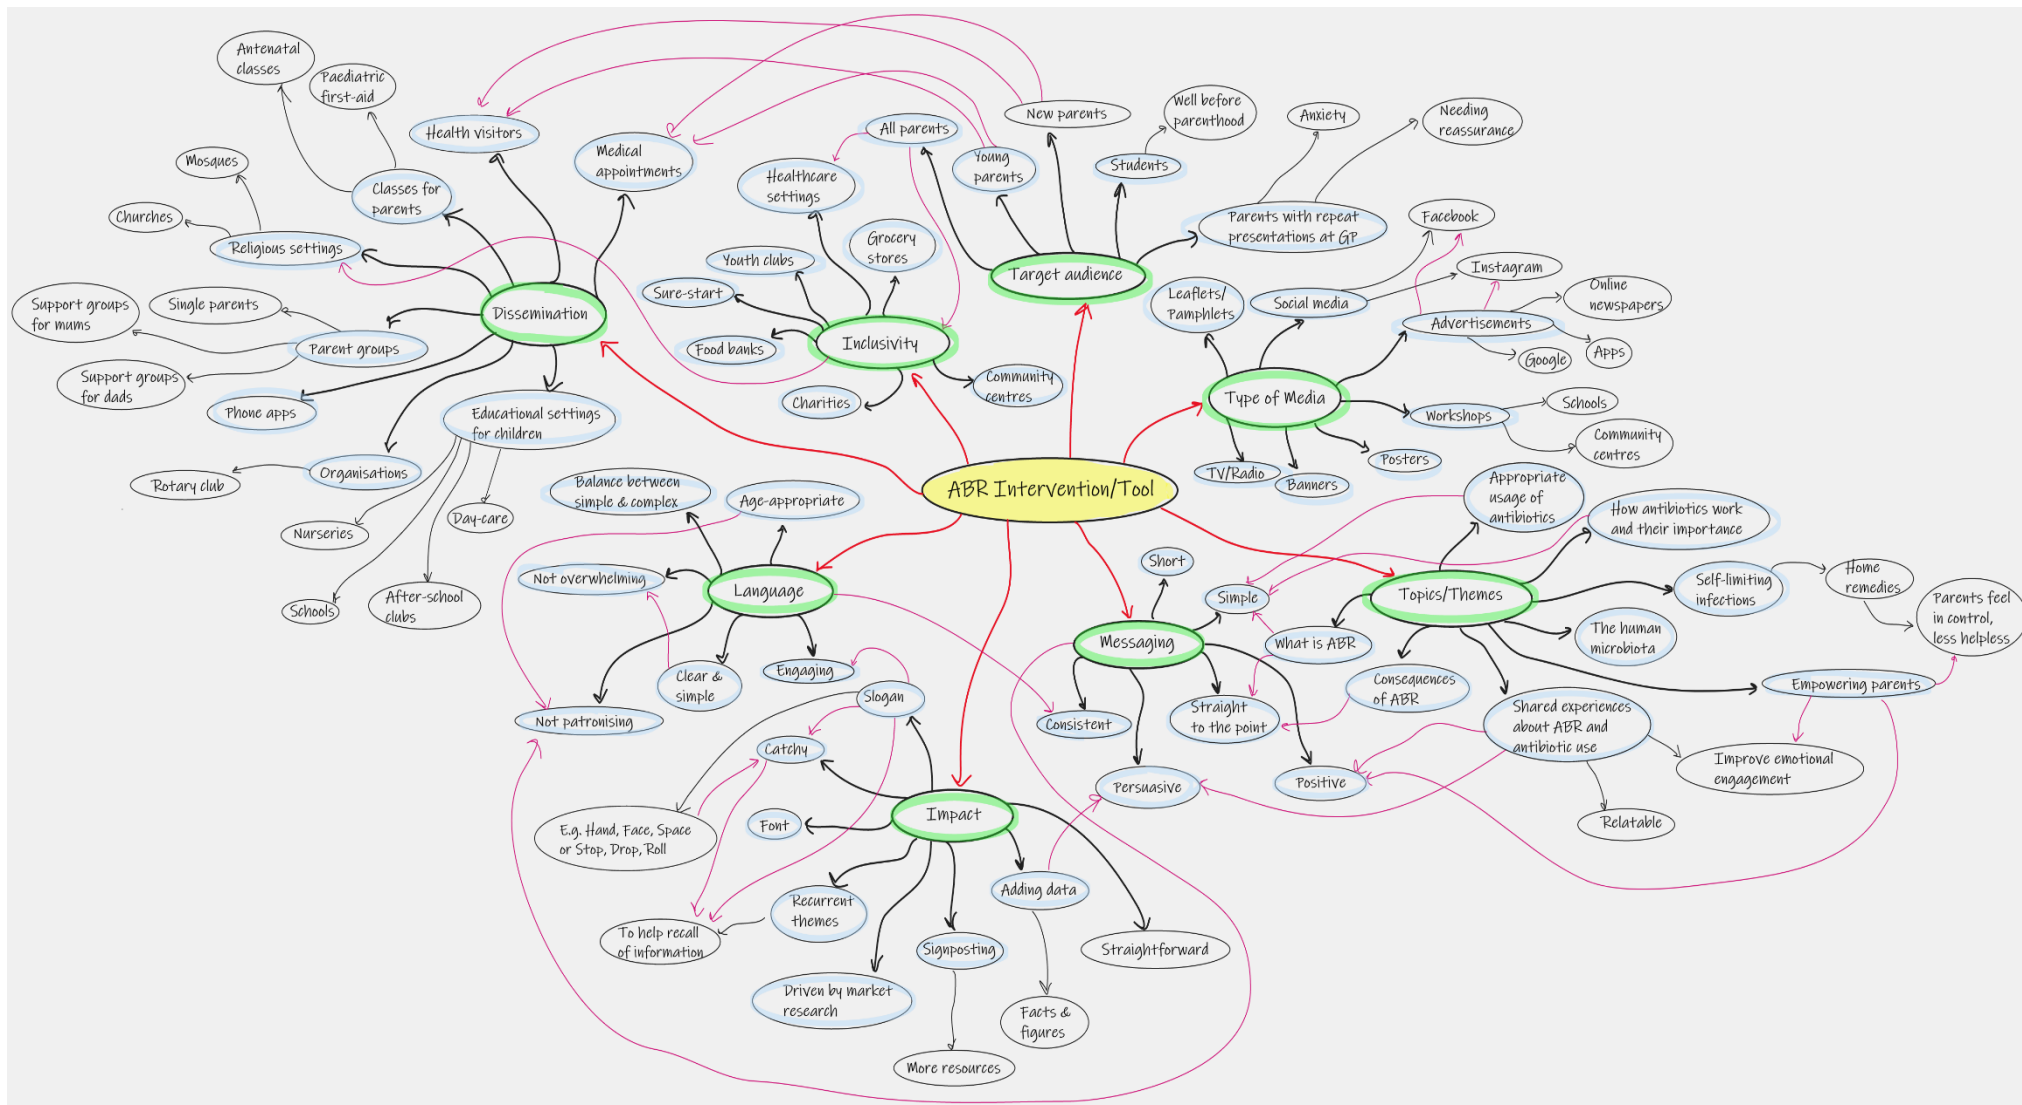 Antenatal
classes
Paediatric
first-aid
Health visitors
Medical
appointments
Mosques
Classes for
parents
Churches
Religious settings
Support groups
for mums
Single parents
Parent groups
Support groups
for dads
Phone apps
Dissemination
Educational settings
for children
Organisations
Rotary club
Nurseries
Day-care
Schools
After-school
clubs
All parents
Healthcare
settings
Grocery
stores
Youth clubs
Sure-start
Food banks
Inclusivity
Charities
Community
centres
New parents
Young
parents
Students
Well before
parenthood
Target audience
Anxiety
Needing
reassurance
Parents with repeat
presentations at GP
Facebook
Instagram
Leaflets/
Pamphlets
Social media
Online
newspapers
Advertisements
Google
Apps
Type of Media
Workshops
Schools
Community
centres
TV/Radio
Banners
Posters
ABR Intervention/Tool
Balance between
simple & complex
Age-appropriate
Not overwhelming
Language
Clear &
simple
Engaging
Not patronising
Short
Simple
Messaging
Consistent
Straight
to the point
Persuasive
Positive
Appropriate
usage of
antibiotics
How antibiotics work
and their importance
Topics/Themes
Self-limiting
infections
Home
remedies
Parents feel
in control,
less helpless
The human
microbiota
What is ABR
Consequences
of ABR
Empowering parents
Shared experiences
about ABR and
antibiotic use
Improve emotional
engagement
Relatable
Slogan
Catchy
E.g. Hand, Face, Space
or Stop, Drop, Roll
Font
Impact
Recurrent
themes
To help recall
of information
Adding data
Signposting
Straightforward
Driven by market
research
Facts &
figures
More resources